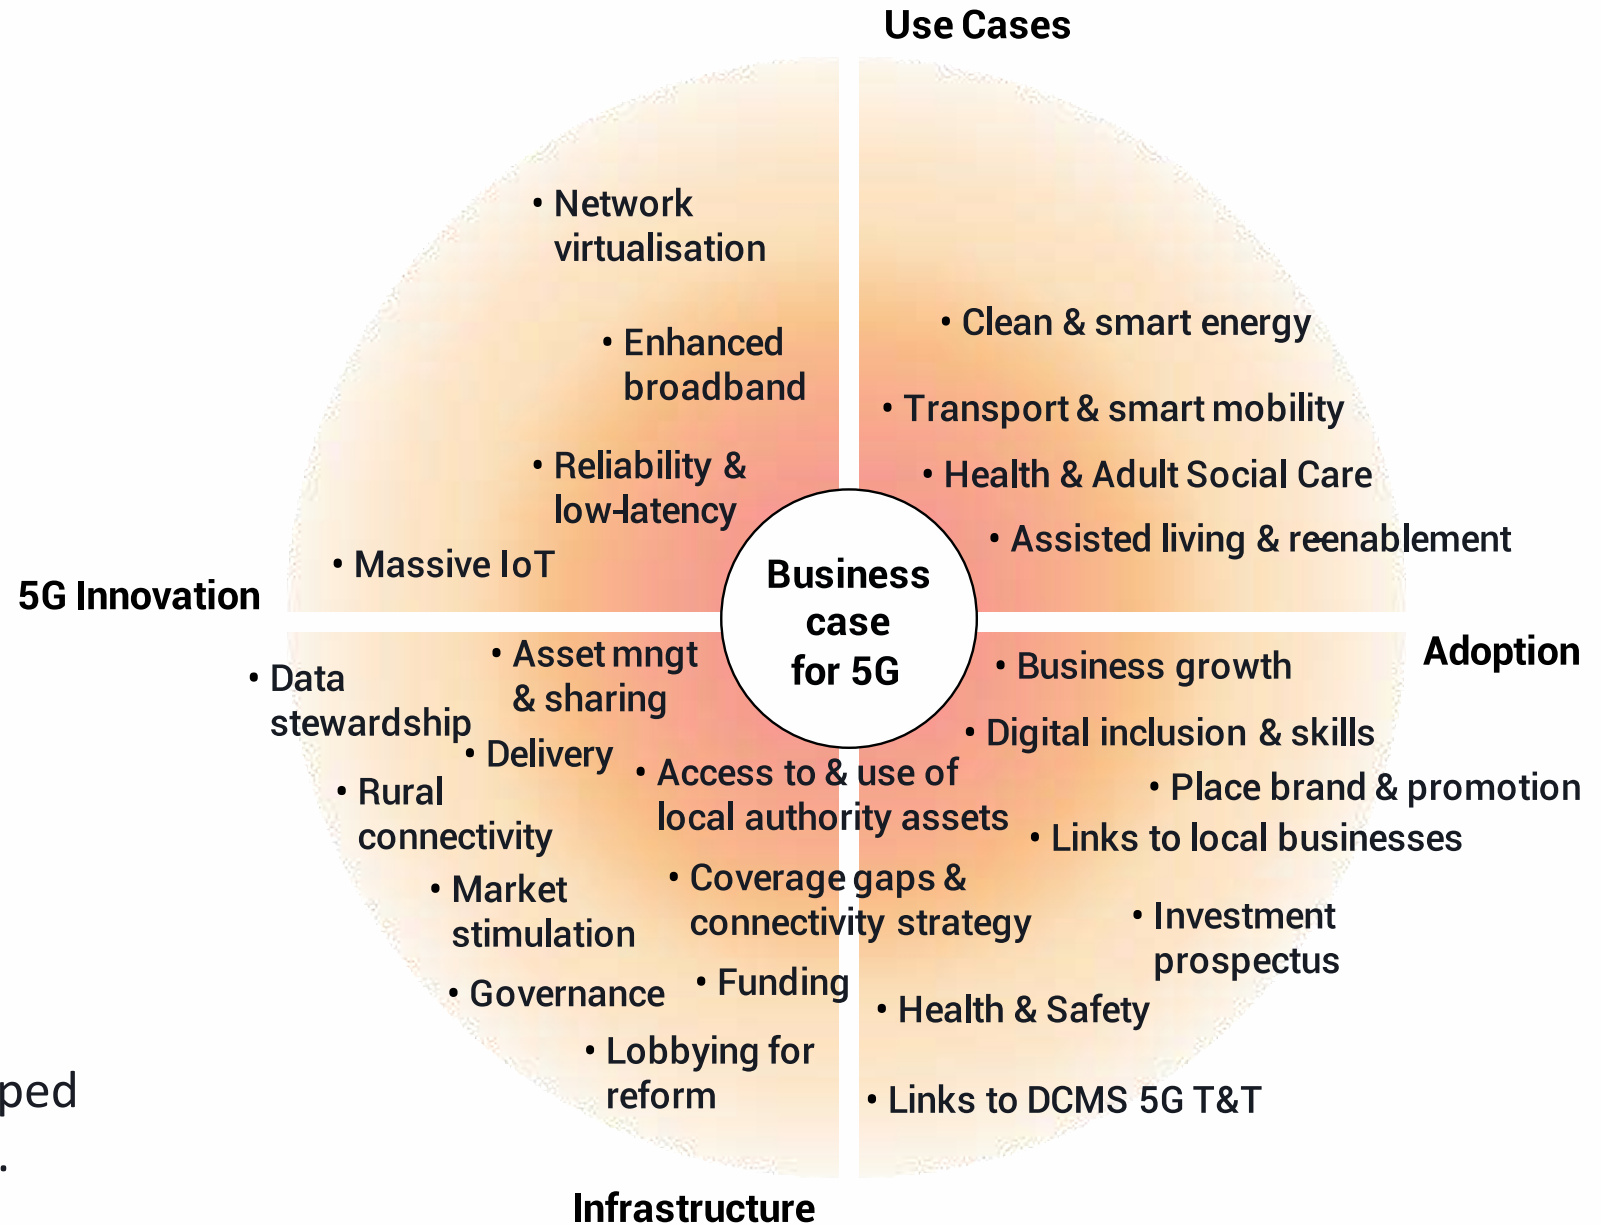 Use Cases
• Network
virtualisation
• Enhanced
broadband
• Reliability &
low-latency
• Massive IoT
5G Innovation
• Clean & smart energy
• Transport & smart mobility
• Health & Adult Social Care
• Assisted living & reenablement
Business
case
for 5G
Adoption
• Data
stewardship
• Asset mngt
& sharing
• Delivery
• Rural
connectivity
• Access to & use of
local authority assets
• Market
stimulation
• Coverage gaps &
connectivity strategy
• Governance
• Funding
• Lobbying for
reform
• Business growth
• Digital inclusion & skills
• Place brand & promotion
• Links to local businesses
• Investment
prospectus
• Health & Safety
• Links to DCMS 5G T&T
ped
.
Infrastructure